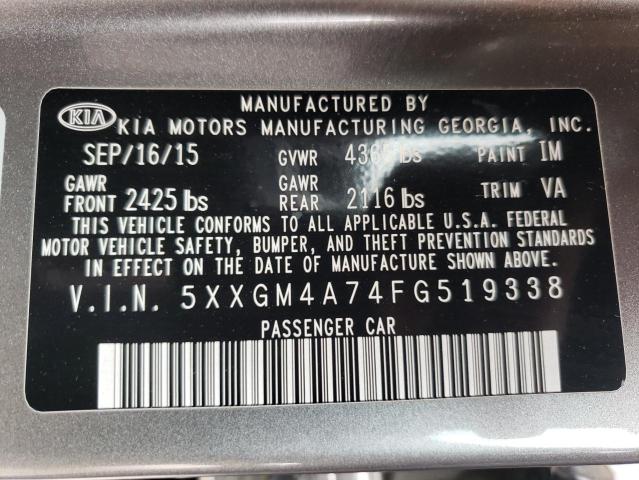 MANUFACTURED BY
KIA KIA MOTORS MANUFACTURING GEORGIA, INC.
SEP/16/15 GVWR 4365 lbs PAINT IM
GAWR FRONT 2425 lbs GAWR REAR 2116 lbs TRIM VA
THIS VEHICLE CONFORMS TO ALL APPLICABLE U.S.A. FEDERAL
MOTOR VEHICLE SAFETY, BUMPER, AND THEFT PREVENTION STANDARDS
IN EFFECT ON THE DATE OF MANUFACTURE SHOWN ABOVE.
V.I.N. 5XXGM4A74FG519338
PASSENGER CAR